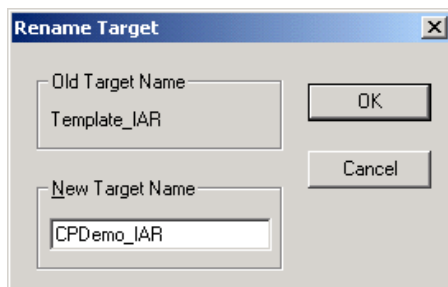 Rename Target
Old Target Name
Template_IAR
OK
Cancel
New Target Name
CPDemo_IAR